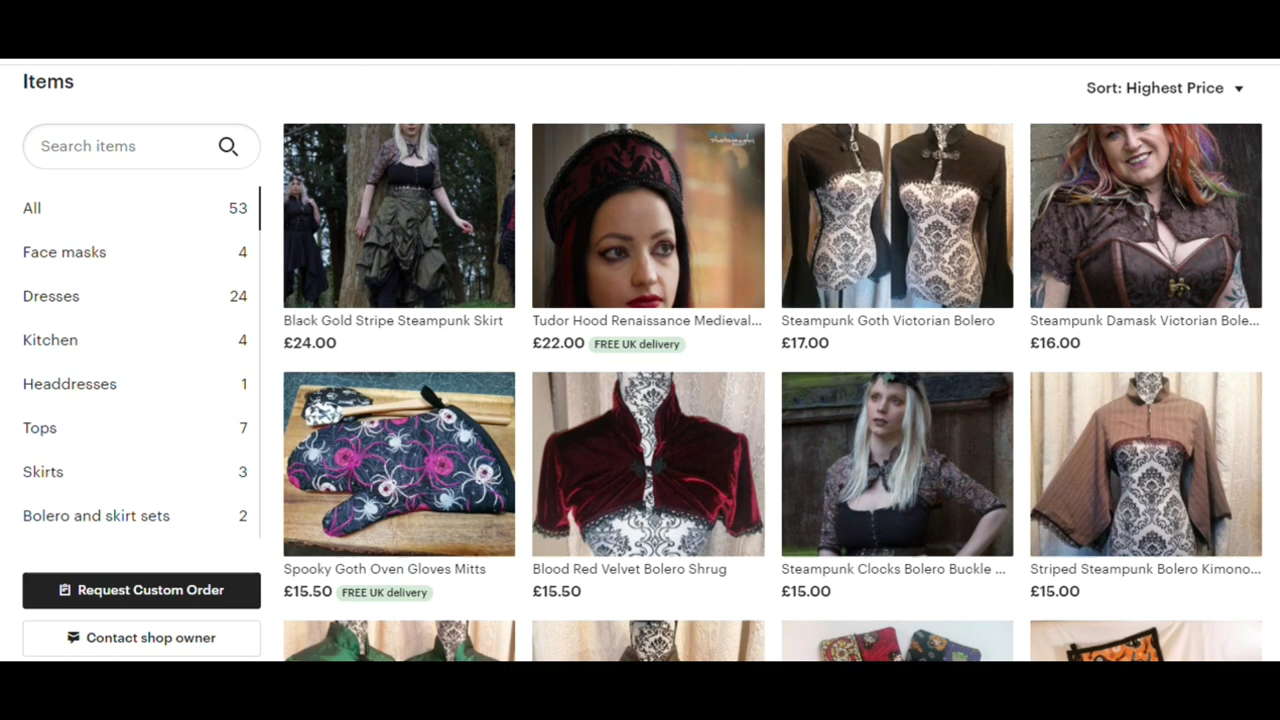 Items
Sort: Highest Price
Search items
All 53
Face masks 4
Dresses 24
Kitchen 4
Headdresses 1
Tops 7
Skirts 3
Bolero and skirt sets 2
Request Custom Order
Contact shop owner
photography
Black Gold Stripe Steampunk Skirt
£24.00
Tudor Hood Renaissance Medieval...
£22.00 FREE UK delivery
Steampunk Goth Victorian Bolero
£17.00
Steampunk Damask Victorian Bole...
£16.00
Spooky Goth Oven Gloves Mitts
£15.50 FREE UK delivery
Blood Red Velvet Bolero Shrug
£15.50
Steampunk Clocks Bolero Buckle ...
£15.00
Striped Steampunk Bolero Kimono...
£15.00